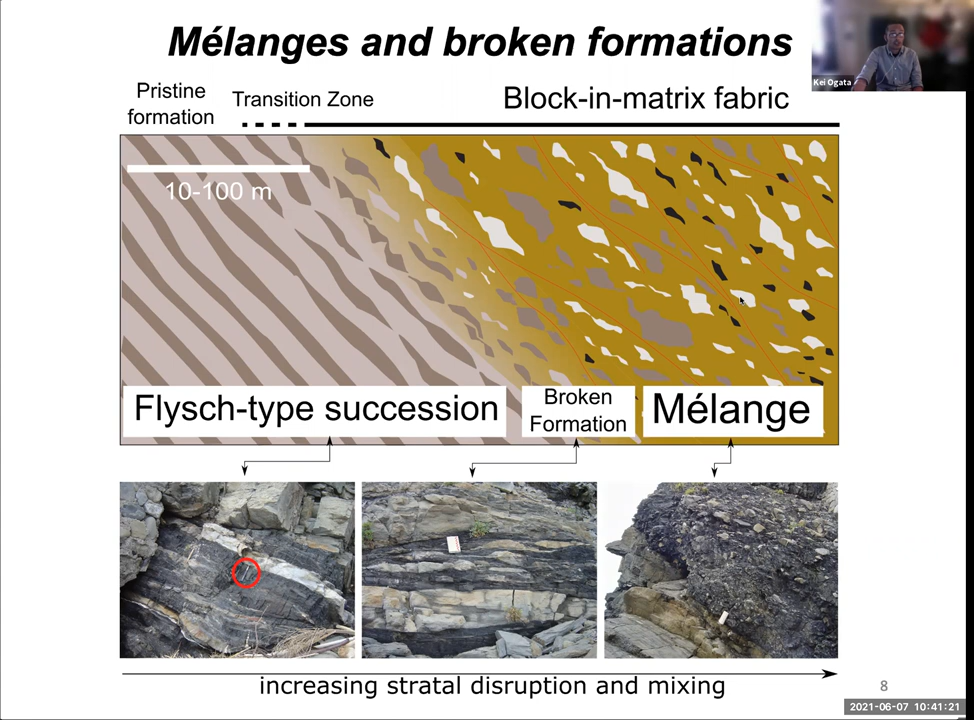 Mélanges and broken formations
Kei Ogata
Pristine
formation
Transition Zone
Block-in-matrix fabric
10-100 m
Flysch-type succession
Broken
Formation
Mélange
increasing stratal disruption and mixing
8
2021-06-07 10:41:21